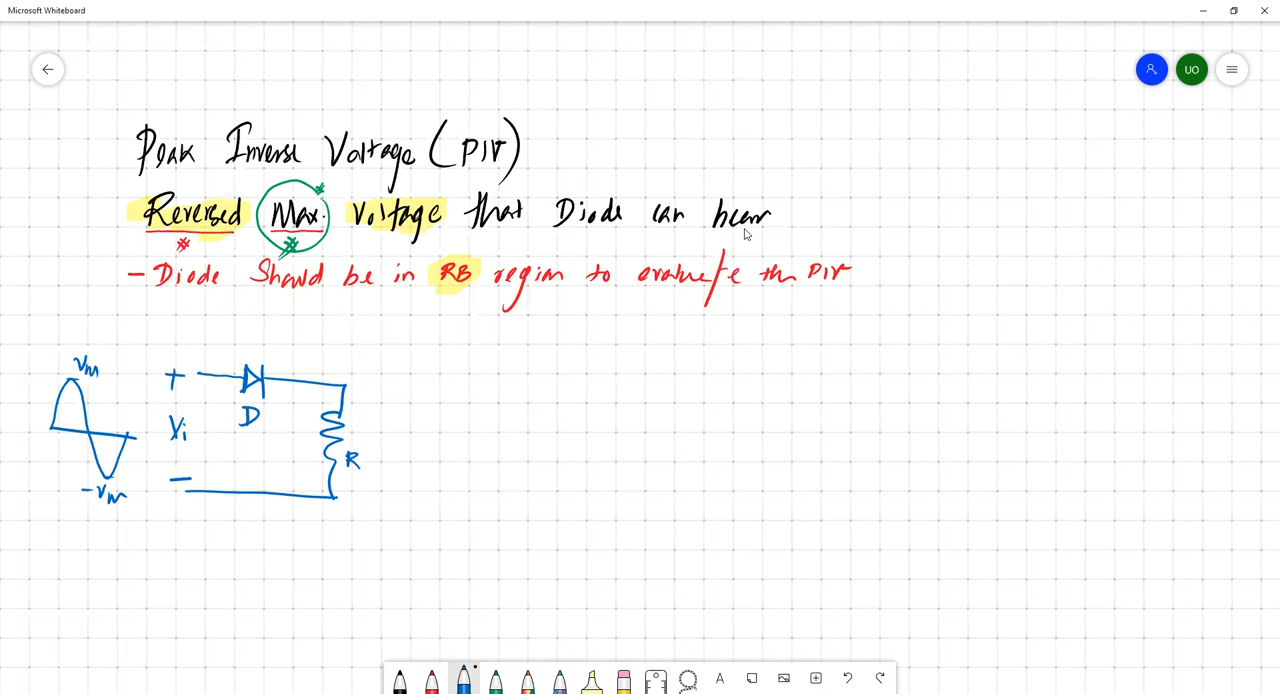 Microsoft Whiteboard
UO
Peak Inverse Voltage (PIV)
Reversed Max. Voltage that Diode can bear
- Diode Should be in RB region to evaluate the PIV
Vm
+
D
Vi
R
-
-Vm
A